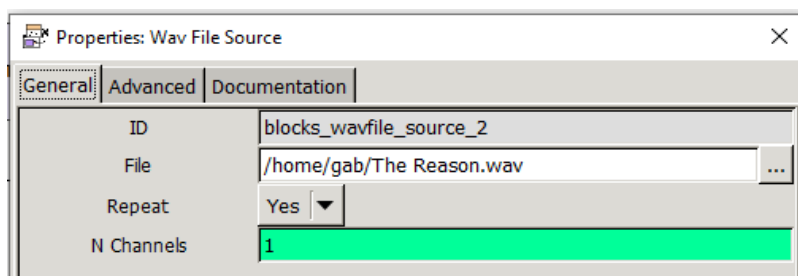 Properties: Wav File Source
General Advanced Documentation
ID blocks_wavfile_source_2
File /home/gab/The Reason.wav ...
Repeat Yes
N Channels 1